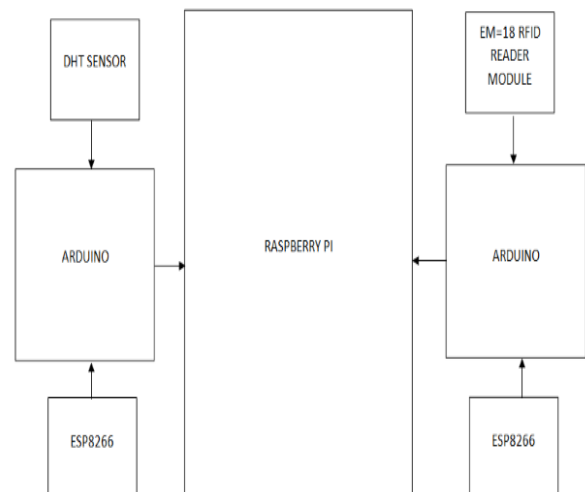 DHT SENSOR
EM=18 RFID
READER
MODULE
ARDUINO
RASPBERRY PI
ARDUINO
ESP8266
ESP8266